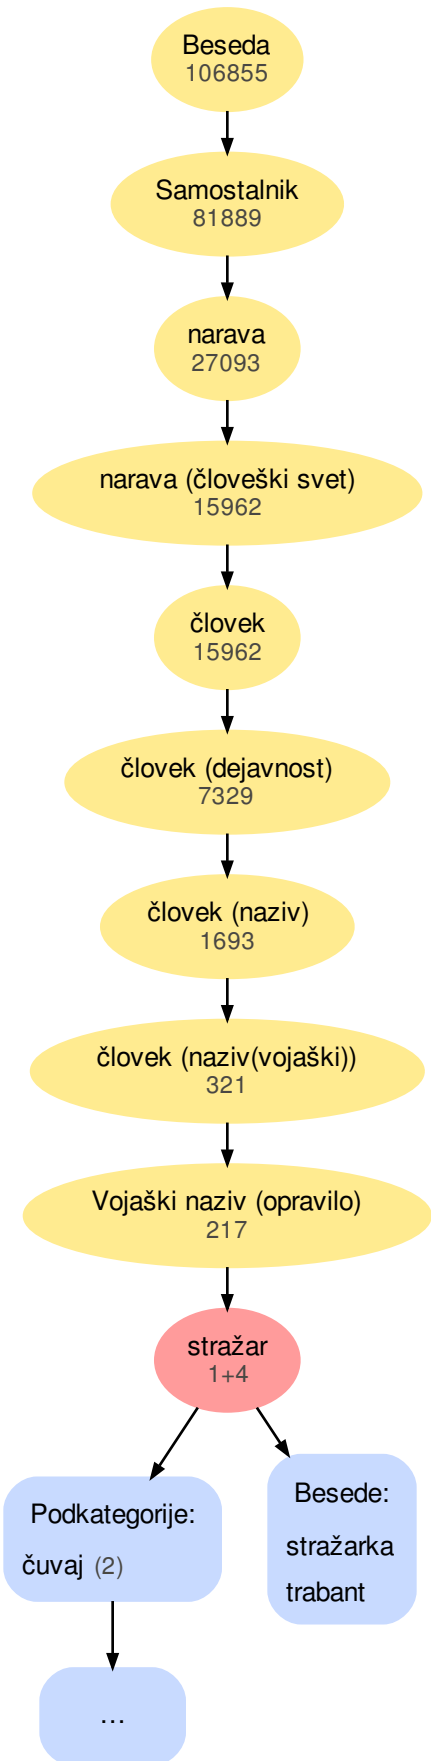 Beseda
106855
Samostalnik
81889
narava
27093
narava (človeški svet)
15962
človek
15962
človek (dejavnost)
7329
človek (naziv)
1693
človek (naziv(vojaški))
321
Vojaški naziv (opravilo)
217
stražar
1+4
Podkategorije:
čuvaj (2)
...
Besede:
stražarka
trabant